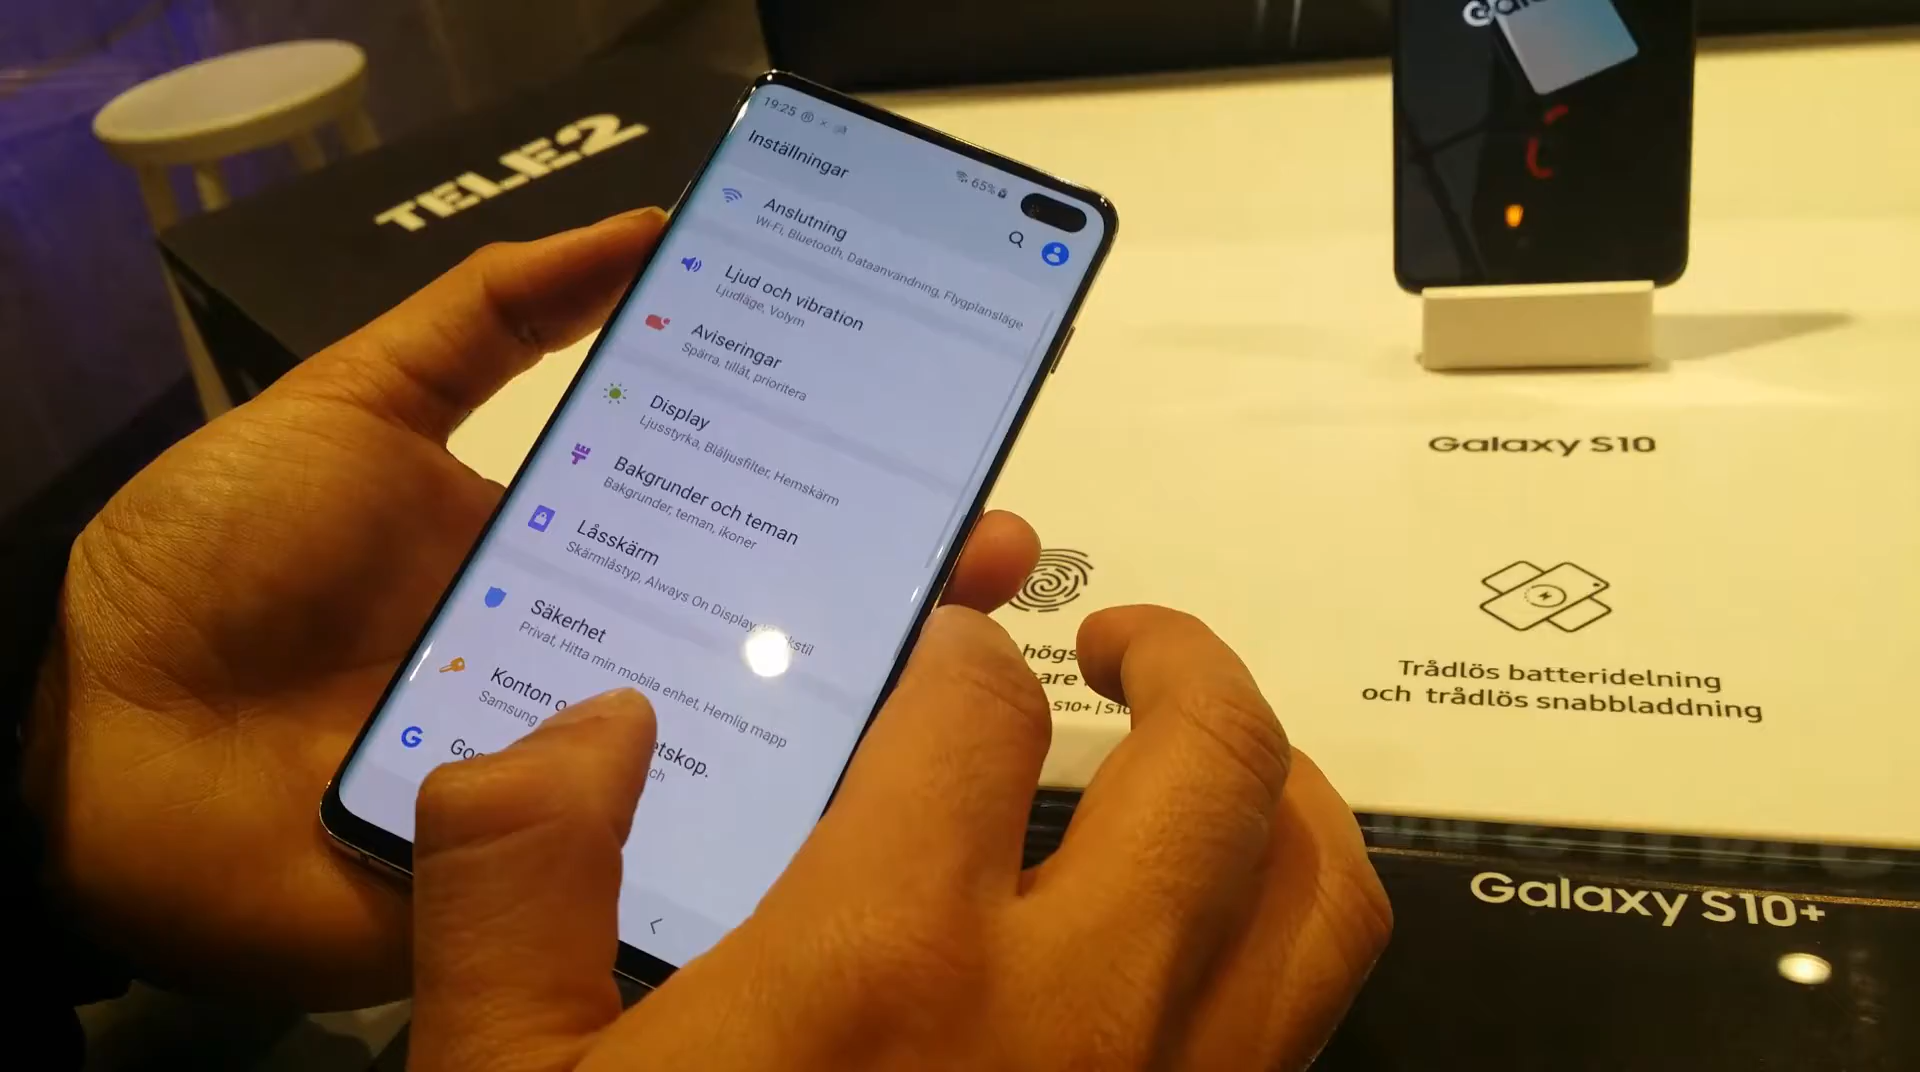 TELE2
19:25
65%
Inställningar
Anslutning
Wi-Fi, Bluetooth, Dataanvändning, Flygplansläge
Ljud och vibration
Ljudläge, Volym
Aviseringar
Spärra, tillåt, prioritera
Display
Ljusstyrka, Blåljusfilter, Hemskärm
Bakgrunder och teman
Bakgrunder, teman, ikoner
Låsskärm
Skärmlåstyp, Always On Display,
Säkerhet
Privat, Hitta min mobila enhet, Hemlig mapp
Konton
Samsung
Galaxy S10
Trådlös batteridelning
och trådlös snabbladdning
S10+ |
Galaxy S10+